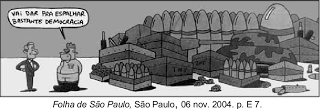 VAI DAR PRA ESPALHAR
BASTANTE DEMOCRACIA
Folha de São Paulo, São Paulo, 06 nov. 2004. p. E 7.